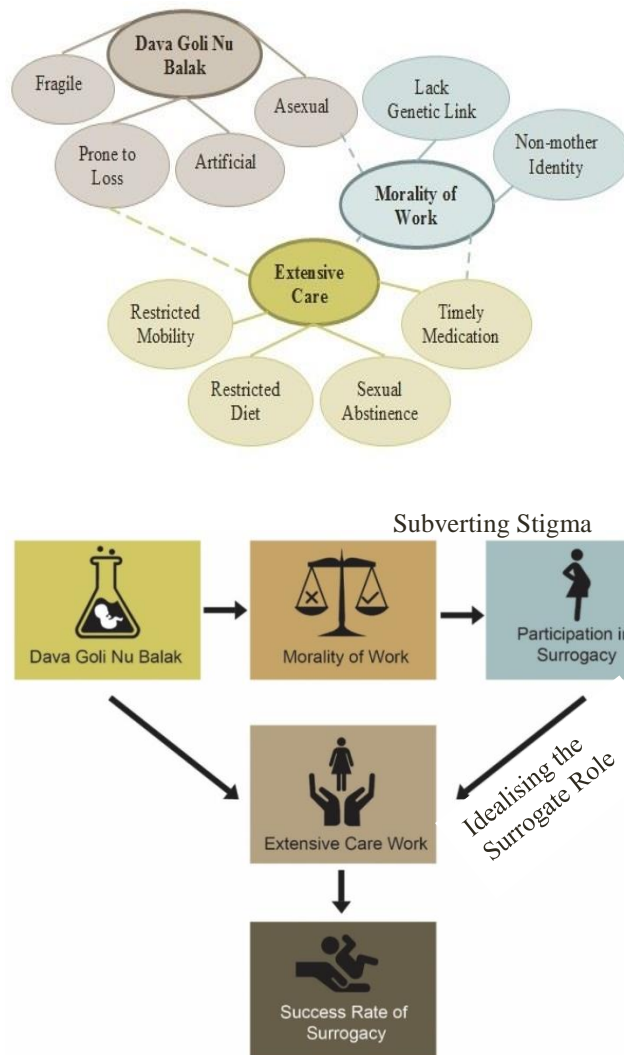 Dava Goli Nu
Balak
Fragile
Asexual
Prone to
Loss
Artificial
Lack
Genetic Link
Non-mother
Identity
Morality of
Work
Extensive
Care
Restricted
Mobility
Timely
Medication
Restricted
Diet
Sexual
Abstinence
Subverting Stigma
Dava Goli Nu Balak
Morality of Work
Participation in
Surrogacy
Idealising the
Surrogate Role
Extensive Care Work
Success Rate of
Surrogacy